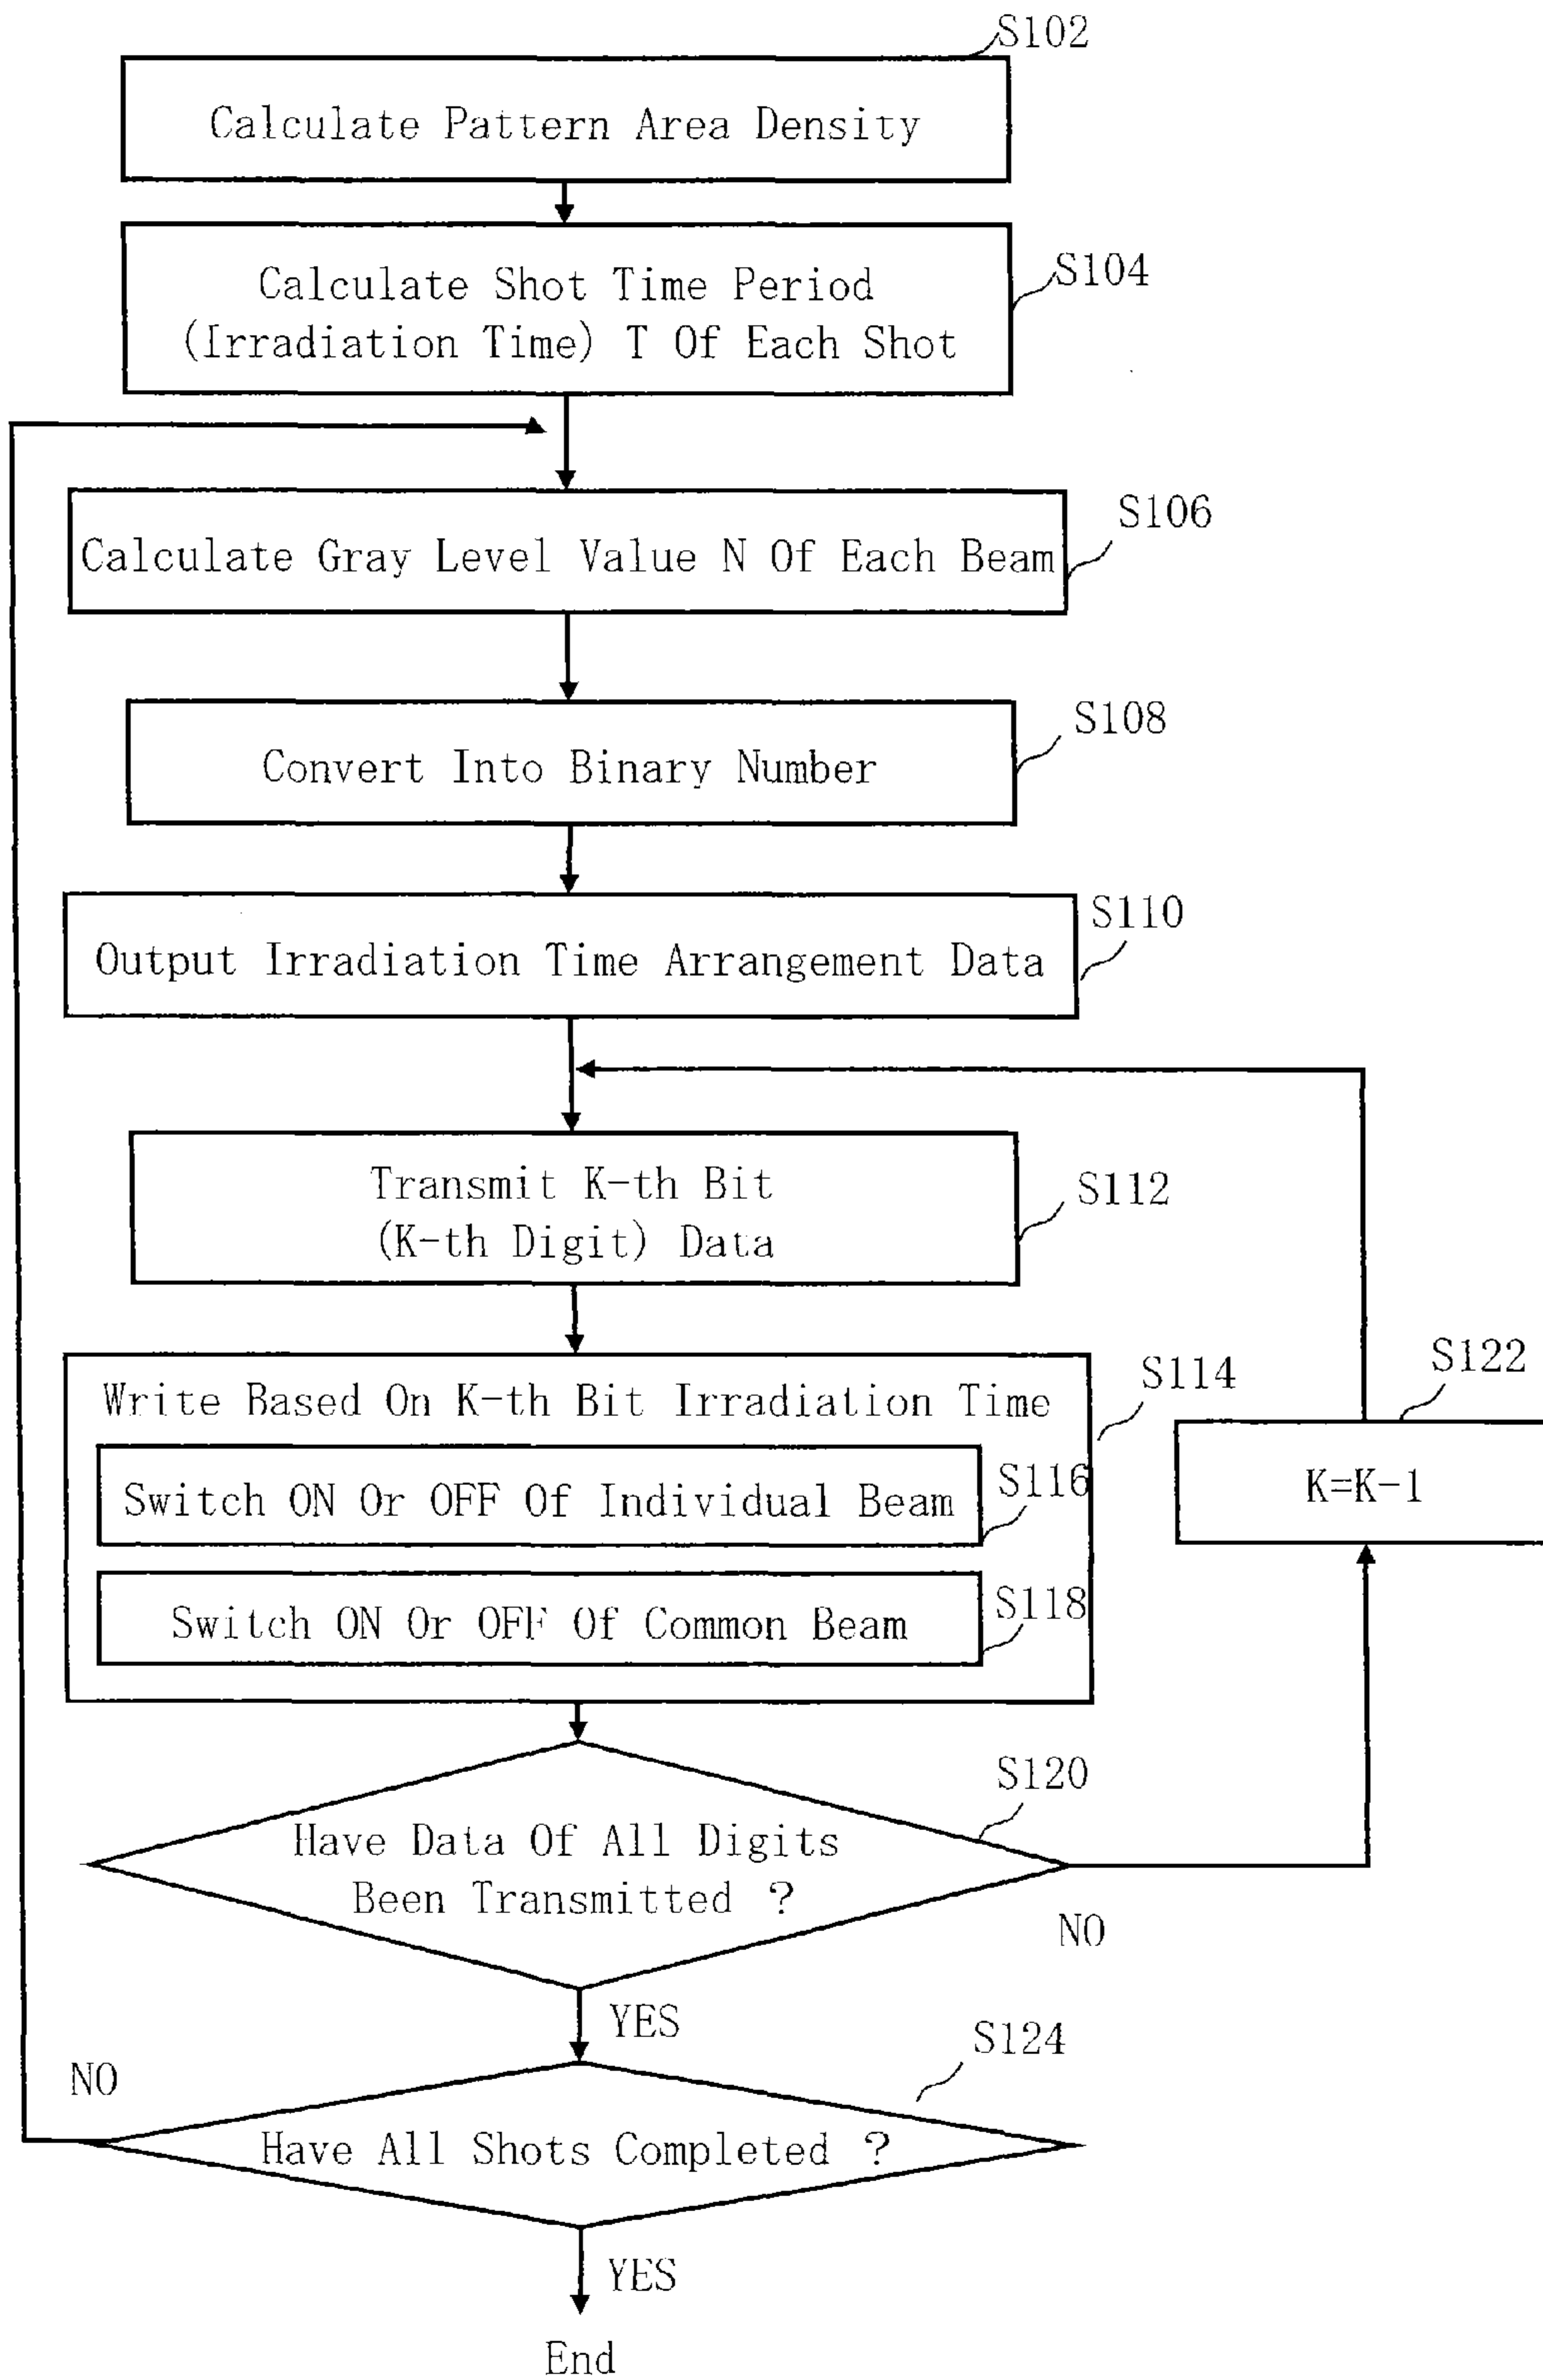 S102
Calculate Pattern Area Density
Calculate Shot Time Period
(Irradiation Time) T Of Each Shot
S104
Calculate Gray Level Value N Of Each Beam
S106
Convert Into Binary Number
S108
Output Irradiation Time Arrangement Data
S110
Transmit K-th Bit
(K-th Digit) Data
S112
Write Based On K-th Bit Irradiation Time
S114
Switch ON Or OFF Of Individual Beam
S116
Switch ON Or OFF Of Common Beam
S118
S122
K=K-1
Have Data Of All Digits
Been Transmitted ?
S120
NO
YES
S124
NO
Have All Shots Completed ?
YES
End